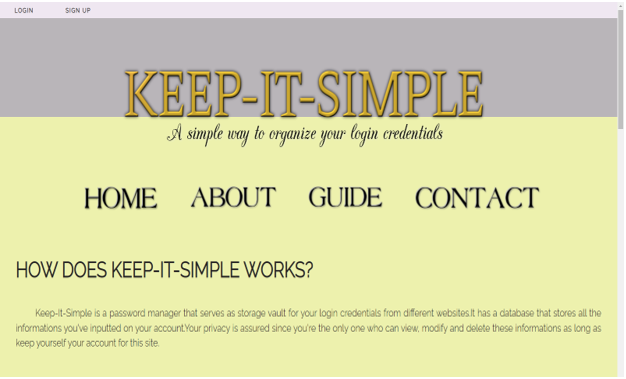 LOGIN SIGN UP
KEEP-IT-SIMPLE
A simple way to organize your login credentials
HOME ABOUT GUIDE CONTACT
HOW DOES KEEP-IT-SIMPLE WORKS?
Keep-It-Simple is a password manager that serves as storage vault for your login credentials from different websites.It has a database that stores all the
informations you've inputted on your account.Your privacy is assured since you're the only one who can view, modify and delete these informations as long as
keep yourself your account for this site.